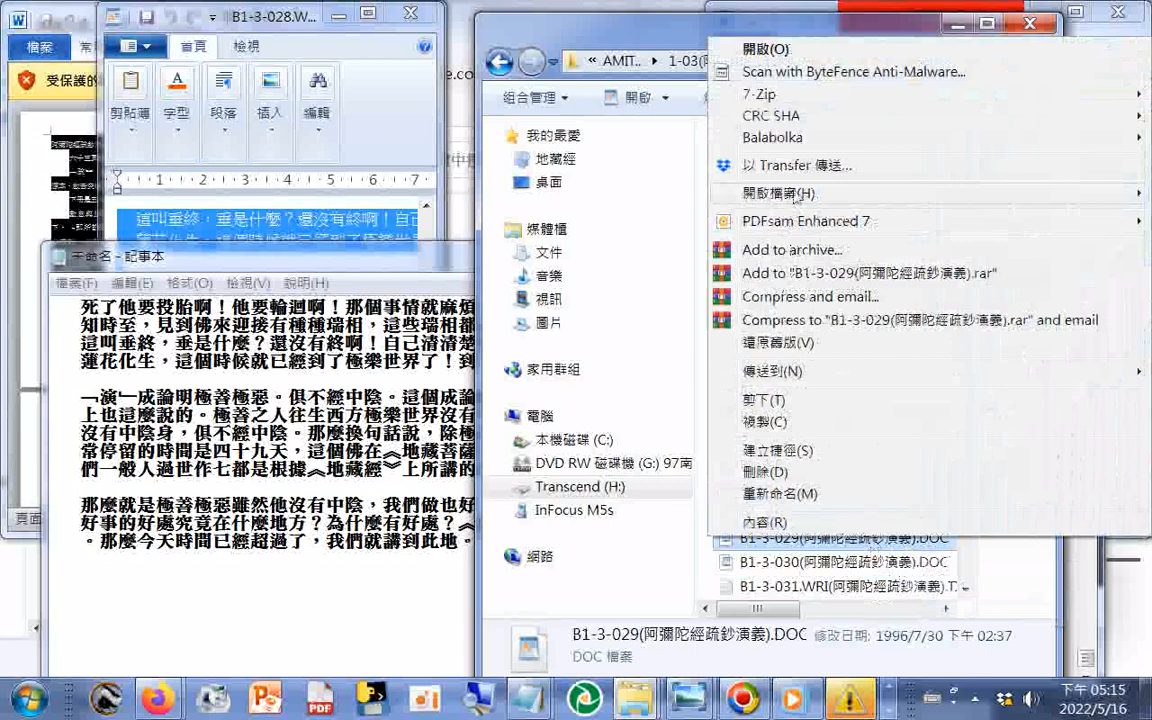 B1-3-028.W...
檔案
常
首頁
檢視
受保護的
剪貼簿
字型
段落
插入
編輯
1 2 3 4 5 6 7
這叫垂終，垂是什麼？還沒有終啊！自己
未命名 - 記事本
檔案(F) 編輯(E) 格式(O) 檢視(V) 說明(H)
死了他要投胎啊！他要輪迴啊！那個事情就麻煩
知時至，見到佛來迎接有種種瑞相，這些瑞相都
這叫垂終，垂是什麼？還沒有終啊！自己清清楚
蓮花化生，這個時候就已經到了極樂世界了！到
﹁演﹂成論明極善極惡。俱不經中陰。這個成論
上也這麼說的。極善之人往生西方極樂世界沒有
沒有中陰身，俱不經中陰。那麼換句話說，除極
常停留的時間是四十九天，這個佛在︽地藏菩薩
們一般人過世作七都是根據︽地藏經︾上所講的
那麼就是極善極惡雖然他沒有中陰，我們做也好
好事的好處究竟在什麼地方？為什麼有好處？︽
。那麼今天時間已經超過了，我們就講到此地。
頁面
« AMIT... 1-03(
組合管理
開啟
我的最愛
地藏經
桌面
媒體櫃
文件
音樂
視訊
圖片
家用群組
電腦
本機磁碟 (C:)
DVD RW 磁碟機 (G:) 97南
Transcend (H:)
InFocus M5s
網路
開啟(O)
Scan with ByteFence Anti-Malware...
7-Zip
CRC SHA
Balabolka
以 Transfer 傳送...
開啟檔案(H)
PDFsam Enhanced 7
Add to archive...
Add to "B1-3-029(阿彌陀經疏鈔演義).rar"
Compress and email...
Compress to "B1-3-029(阿彌陀經疏鈔演義).rar" and email
還原舊版(V)
傳送到(N)
剪下(T)
複製(C)
建立捷徑(S)
刪除(D)
重新命名(M)
內容(R)
B1-3-029(阿彌陀經疏鈔演義).DOC
B1-3-030(阿彌陀經疏鈔演義).DOC
B1-3-031.WRI(阿彌陀經疏鈔演義).T
B1-3-029(阿彌陀經疏鈔演義).DOC 修改日期: 1996/7/30 下午 02:37
DOC 檔案
PDF
下午 05:15
2022/5/16